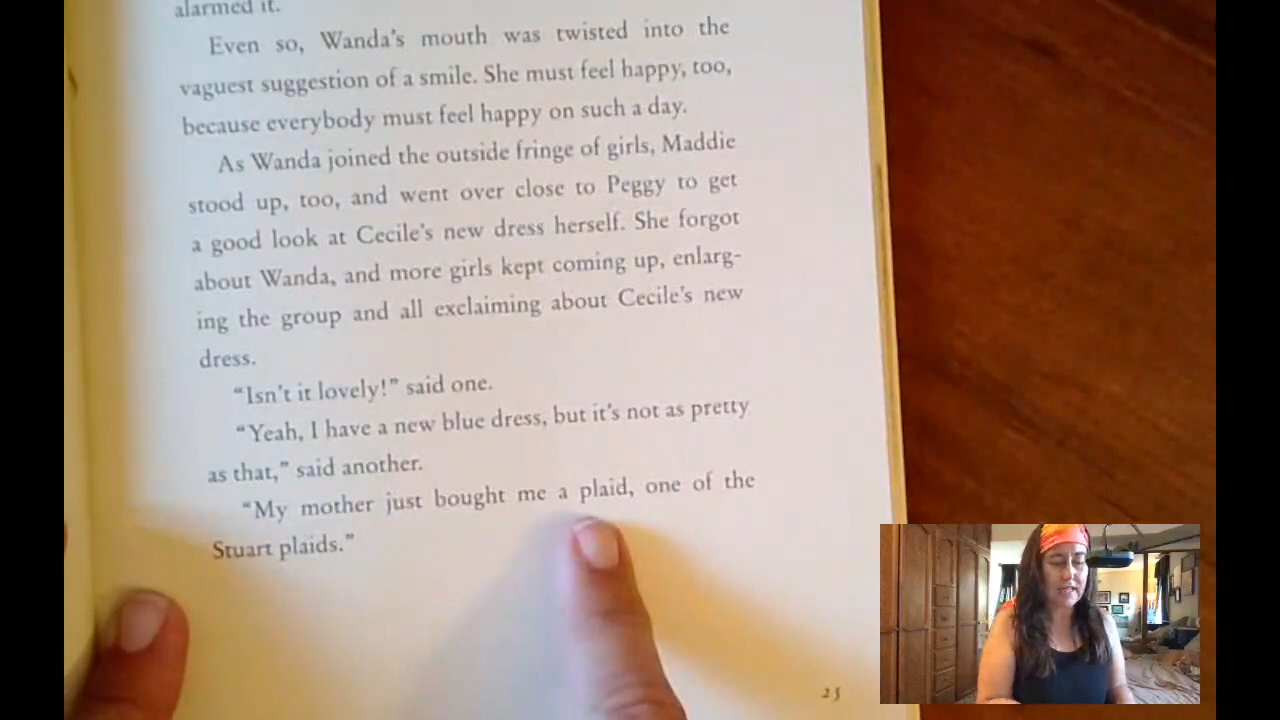 alarmed it.
Even so, Wanda's mouth was twisted into the
vaguest suggestion of a smile. She must feel happy, too,
because everybody must feel happy on such a day.
As Wanda joined the outside fringe of girls, Maddie
stood up, too, and went over close to Peggy to get
a good look at Cecile's new dress herself. She forgot
about Wanda, and more girls kept coming up, enlarg-
ing the group and all exclaiming about Cecile's new
dress.
“Isn't it lovely!” said one.
“Yeah, I have a new blue dress, but it's not as pretty
as that,” said another.
“My mother just bought me a plaid, one of the
Stuart plaids.”
25